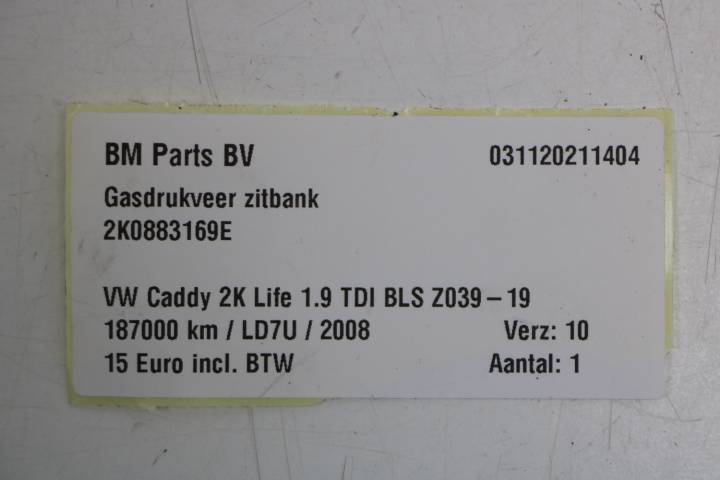 BM Parts BV 031120211404
Gasdrukveer zitbank
2K0883169E
VW Caddy 2K Life 1.9 TDI BLS Z039-19
187000 km / LD7U / 2008 Verz: 10
15 Euro incl. BTW Aantal: 1